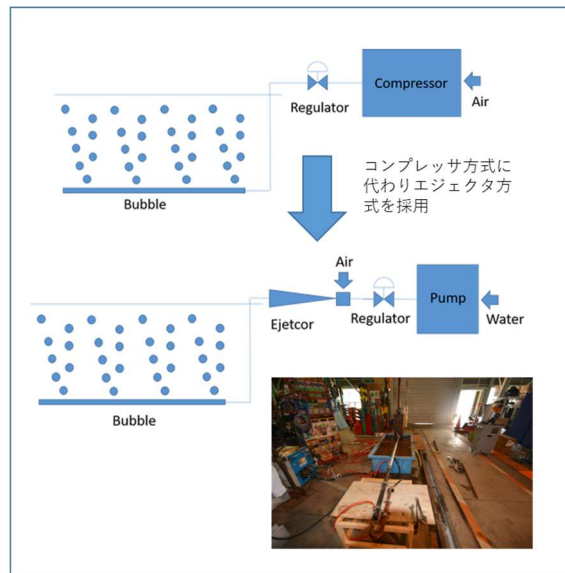 Compressor
Regulator
Air
Bubble
コンプレッサ方式に
代わりエジェクタ方
式を採用
Air
Pump
Ejetcor
Regulator
Water
Bubble